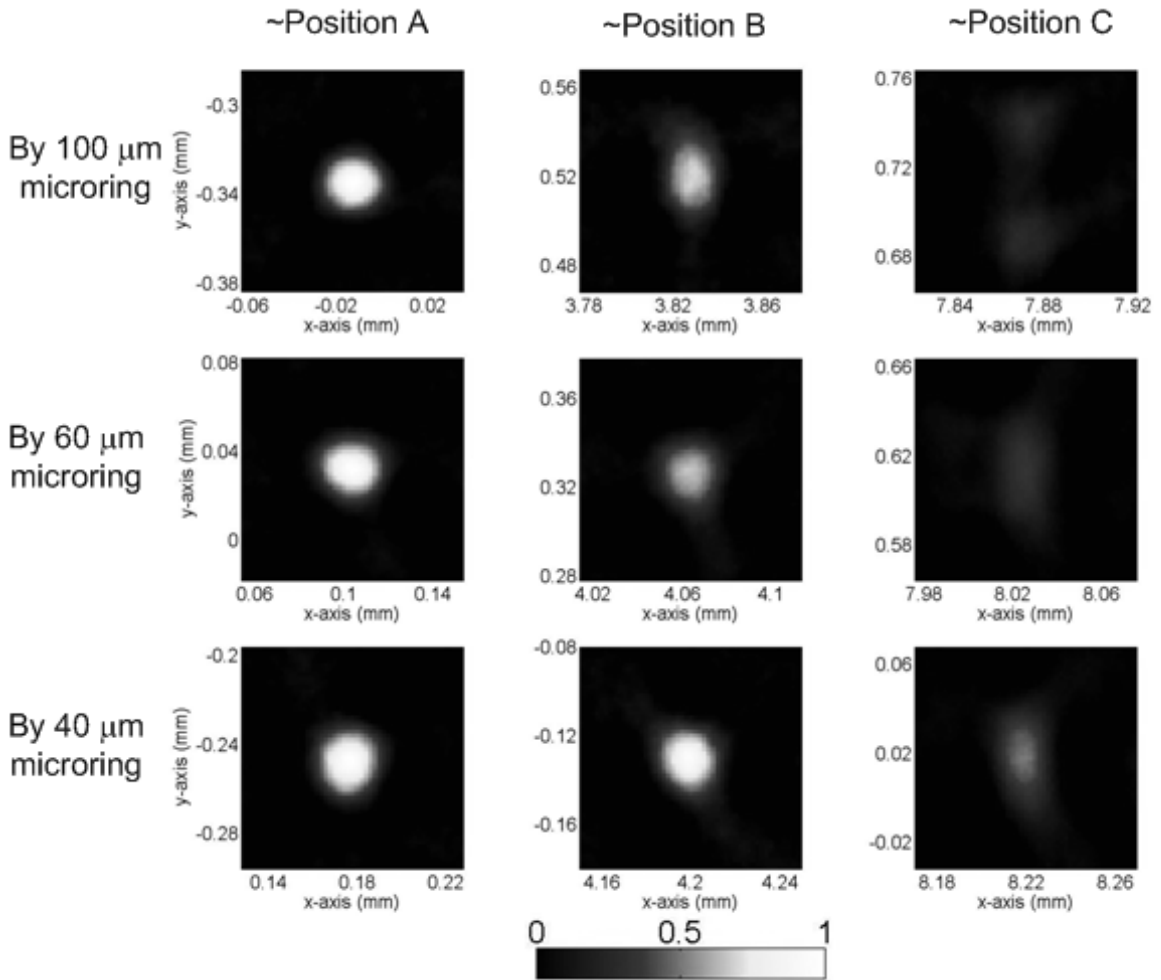 ~Position A ~Position B ~Position C
By 100 μm
microring
y-axis (mm)
-0.3
-0.34
-0.38
-0.06 -0.02 0.02
x-axis (mm)
0.56
0.52
0.48
3.78 3.82 3.86
x-axis (mm)
0.76
0.72
0.68
7.84 7.88 7.92
x-axis (mm)
By 60 μm
microring
y-axis (mm)
0.08
0.04
0
0.06 0.1 0.14
x-axis (mm)
0.36
0.32
0.28
4.02 4.06 4.1
x-axis (mm)
0.66
0.62
0.58
7.98 8.02 8.06
x-axis (mm)
By 40 μm
microring
y-axis (mm)
-0.2
-0.24
-0.28
0.14 0.18 0.22
x-axis (mm)
-0.08
-0.12
-0.16
4.16 4.2 4.24
x-axis (mm)
0.06
0.02
-0.02
8.18 8.22 8.26
x-axis (mm)
0 0.5 1